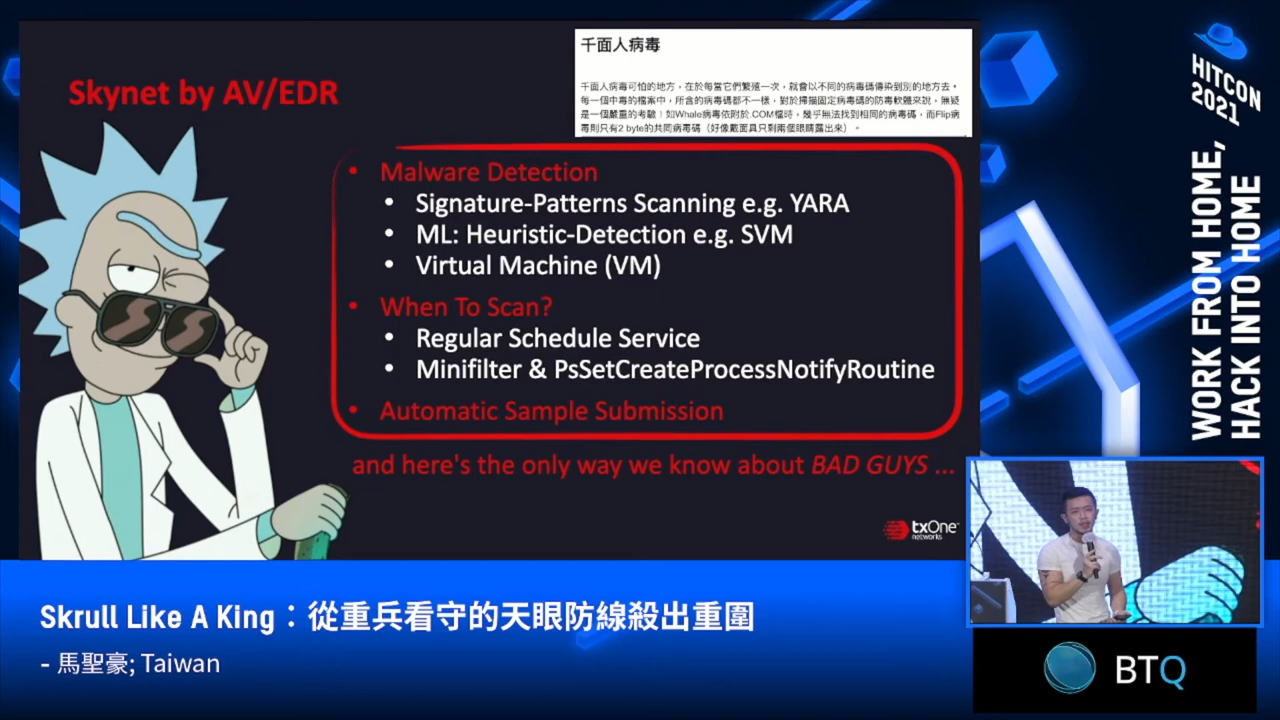 Skynet by AV/EDR
千面人病毒
千面人病毒可怕的地方，在於每當它們繁殖一次，就會以不同的病毒碼傳染到別的地方去。
每一個中毒的檔案中，所含的病毒碼都不一樣，對於掃描固定病毒碼的防毒軟體來說，無疑
是一個嚴重的考驗！如Whale病毒依附於.COM檔時，幾乎無法找到相同的病毒碼，而Flip病
毒則只有2 byte的共同病毒碼（好像戴面具只剩兩個眼睛露出來）。
• Malware Detection
• Signature-Patterns Scanning e.g. YARA
• ML: Heuristic-Detection e.g. SVM
• Virtual Machine (VM)
• When To Scan?
• Regular Schedule Service
• Minifilter & PsSetCreateProcessNotifyRoutine
• Automatic Sample Submission
and here's the only way we know about BAD GUYS ...
txOne
networks
HITCON
2021
WORK FROM HOME,
HACK INTO HOME
Skrull Like A King：從重兵看守的天眼防線殺出重圍
- 馬聖豪; Taiwan
BTQ